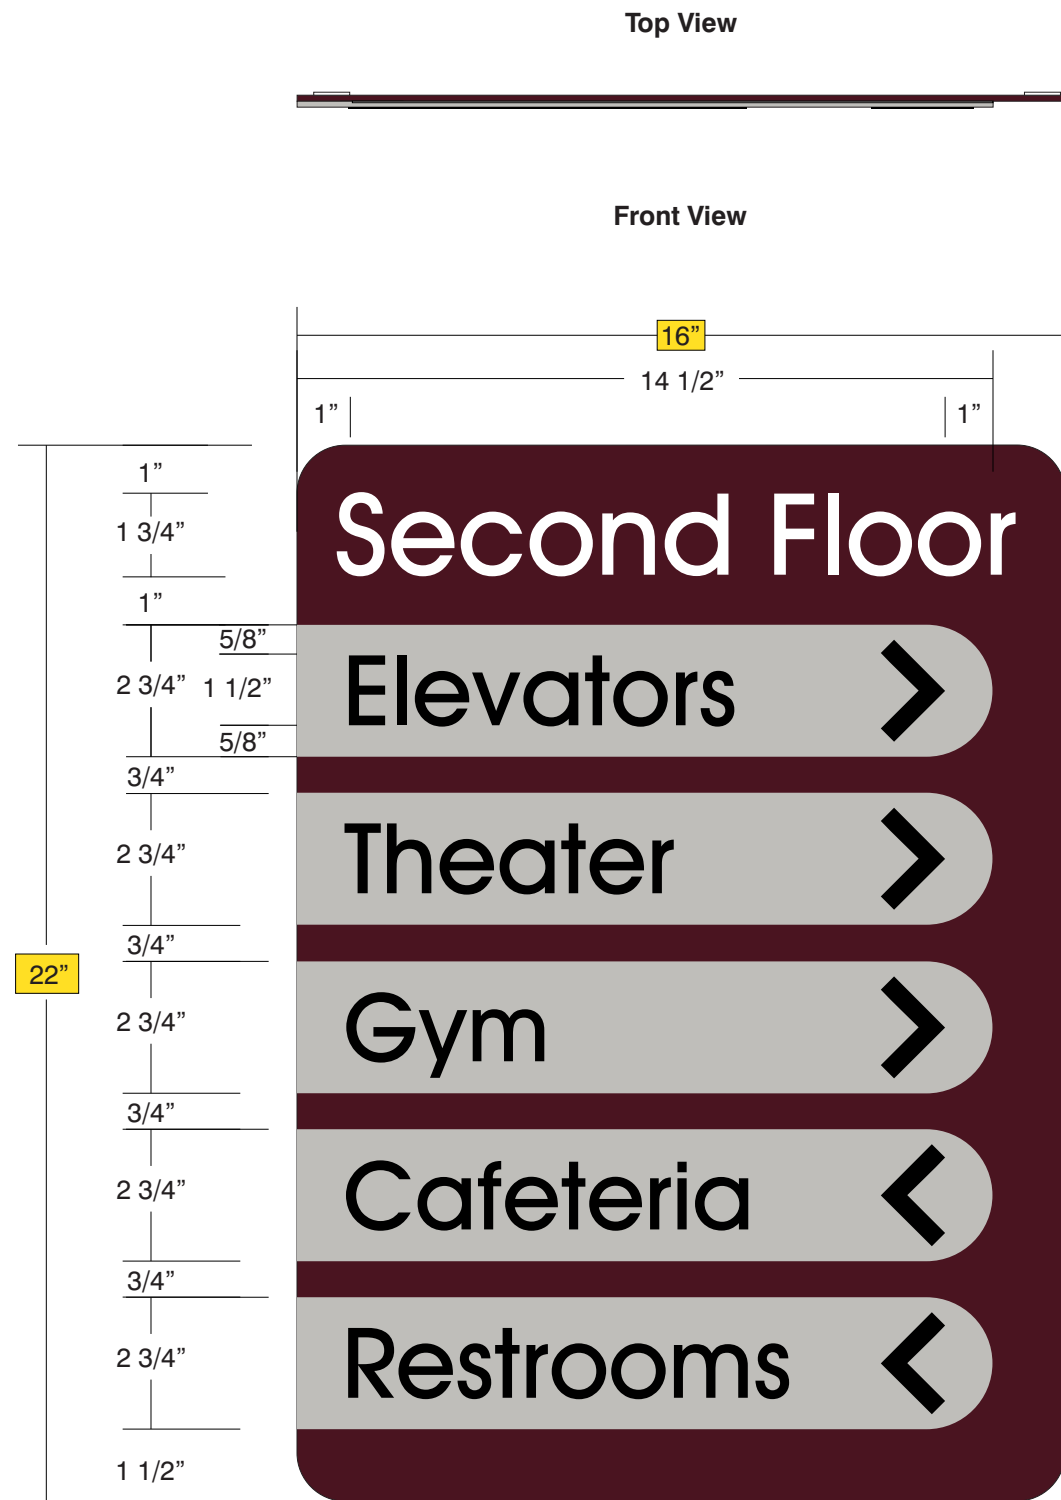 Top View
Front View
16”
14 1/2”
1” 1”
1”
Second Floor
1 3/4”
1”
5/8”
2 3/4” 1 1/2” Elevators
5/8”
3/4”
2 3/4” Theater
3/4”
22”
2 3/4” Gym
3/4”
2 3/4” Cafeteria
3/4”
2 3/4” Restrooms
1 1/2”